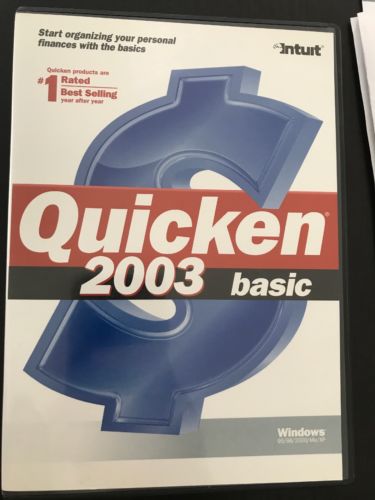 Start organizing your personal
finances with the basics
Intuit
Quicken products are
#1 Rated
Best Selling
year after year
Quicken®
2003 basic
Windows
95/98/2000/Me/XP